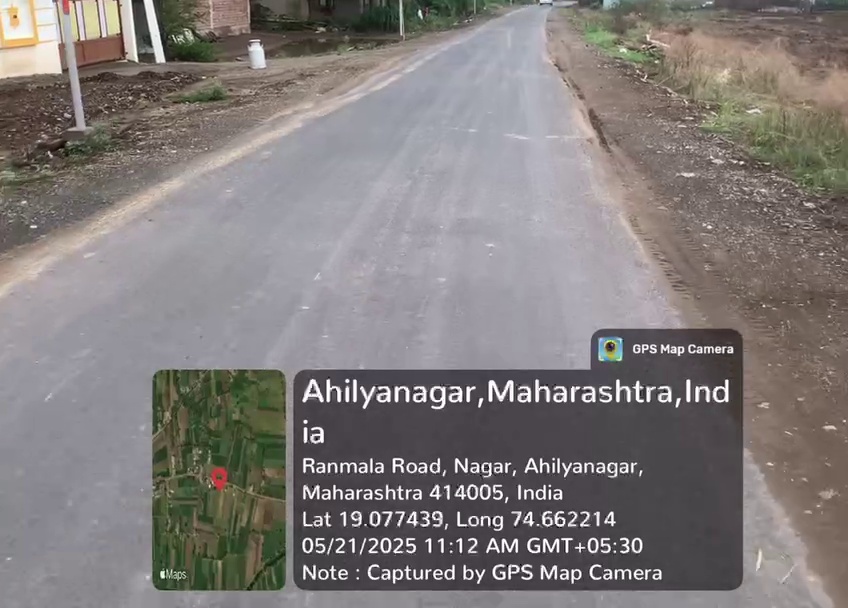 GPS Map Camera
Ahilyanagar,Maharashtra,Ind
ia
Ranmala Road, Nagar, Ahilyanagar,
Maharashtra 414005, India
Lat 19.077439, Long 74.662214
05/21/2025 11:12 AM GMT+05:30
Note : Captured by GPS Map Camera
Maps